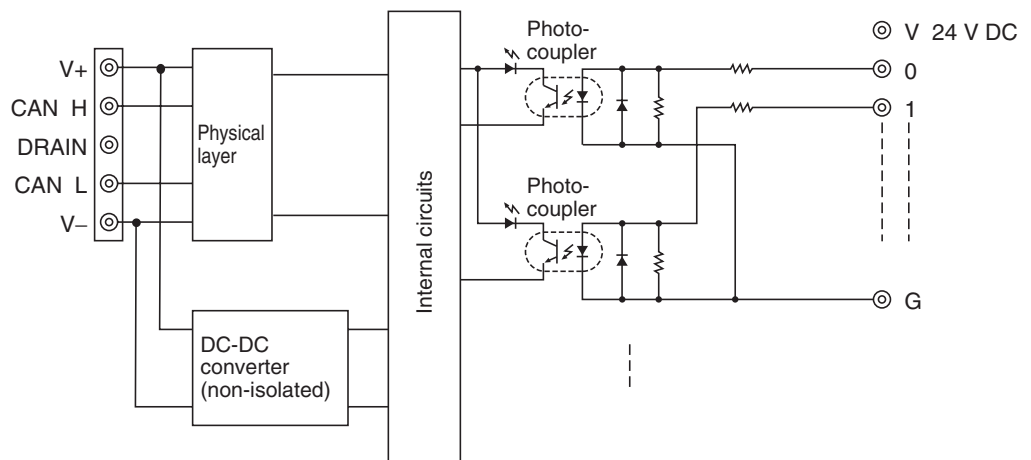 V+
CAN H
DRAIN
CAN L
V–
Physical
layer
DC-DC
converter
(non-isolated)
Internal circuits
Photo-
coupler
Photo-
coupler
V 24 V DC
0
1
G